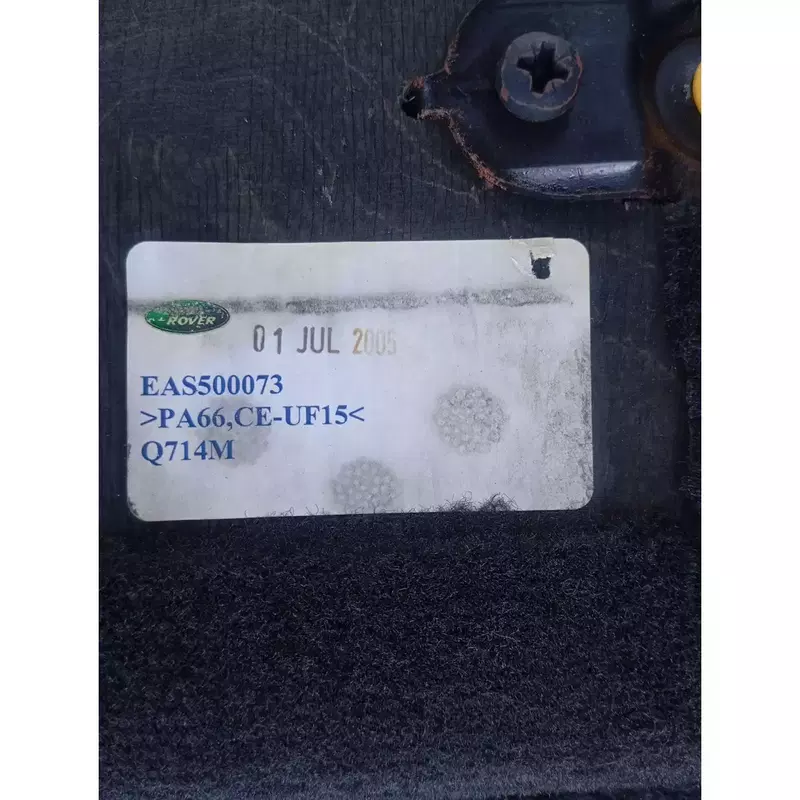 ROVER
01 JUL 2005
EAS500073
>PA66,CE-UF15<
Q714M